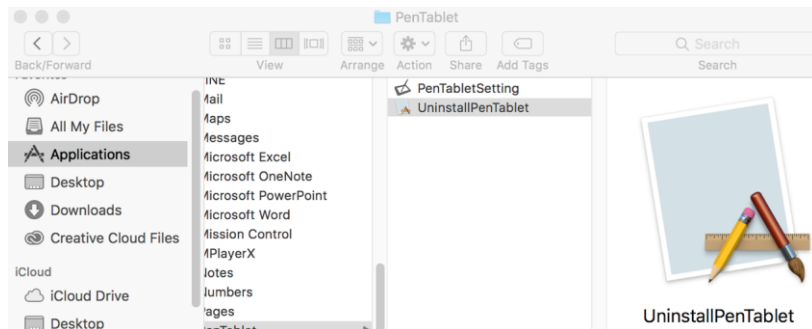 PenTablet
Back/Forward
View
Arrange
Action
Share
Add Tags
Search
Search
AirDrop
All My Files
Applications
Desktop
Downloads
Creative Cloud Files
iCloud
iCloud Drive
Desktop
Mail
Maps
Messages
Microsoft Excel
Microsoft OneNote
Microsoft PowerPoint
Microsoft Word
Mission Control
MPlayerX
Notes
Numbers
Pages
PenTablet
PenTabletSetting
UninstallPenTablet
UninstallPenTablet